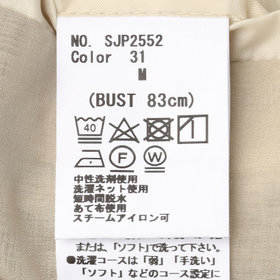 NO. SJP2552
Color 31
M
(BUST 83cm)
40
F
W
中性洗剤使用
洗濯ネット使用
短時間脱水
あて布使用
スチームアイロン可
または、「ソフト」で洗って下さい。
※洗濯コースは「弱」「手洗い」
「ソフト」などのコース設定に